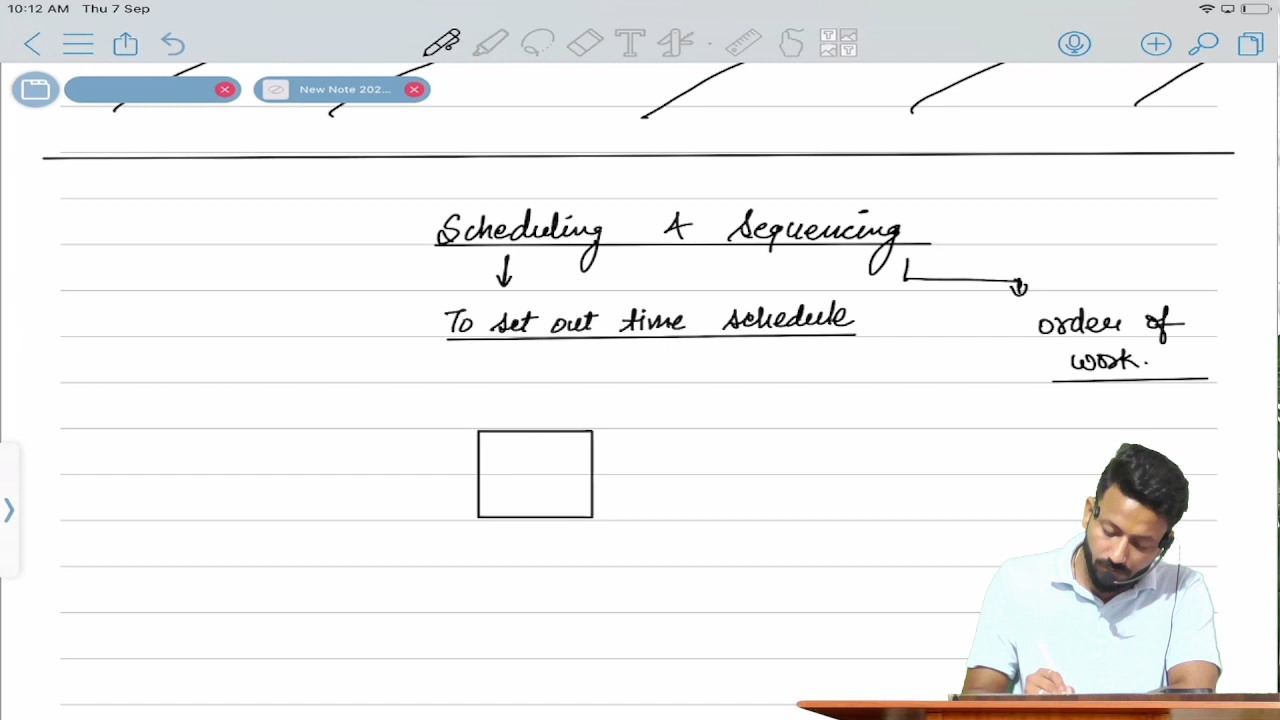 10:12 AM Thu 7 Sep
New Note 202...
Scheduling & Sequencing
To set out time schedule
order of
work.